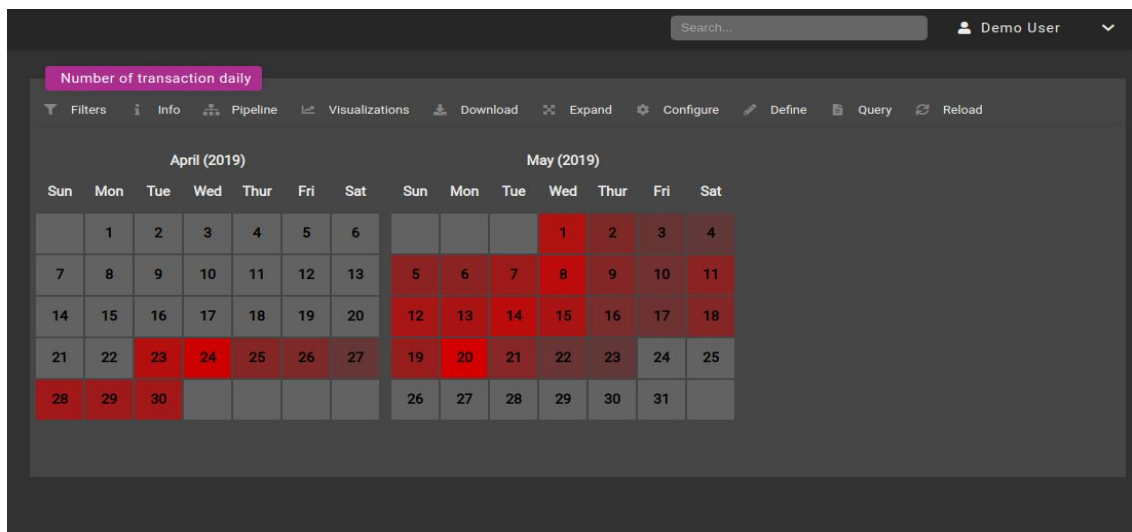 Search...
Demo User
Number of transaction daily
Filters Info Pipeline Visualizations Download Expand Configure Define Query Reload
April (2019) May (2019)
Sun Mon Tue Wed Thur Fri Sat Sun Mon Tue Wed Thur Fri Sat
1 2 3 4 5 6 1 2 3 4
7 8 9 10 11 12 13 5 6 7 8 9 10 11
14 15 16 17 18 19 20 12 13 14 15 16 17 18
21 22 23 24 25 26 27 19 20 21 22 23 24 25
28 29 30 26 27 28 29 30 31